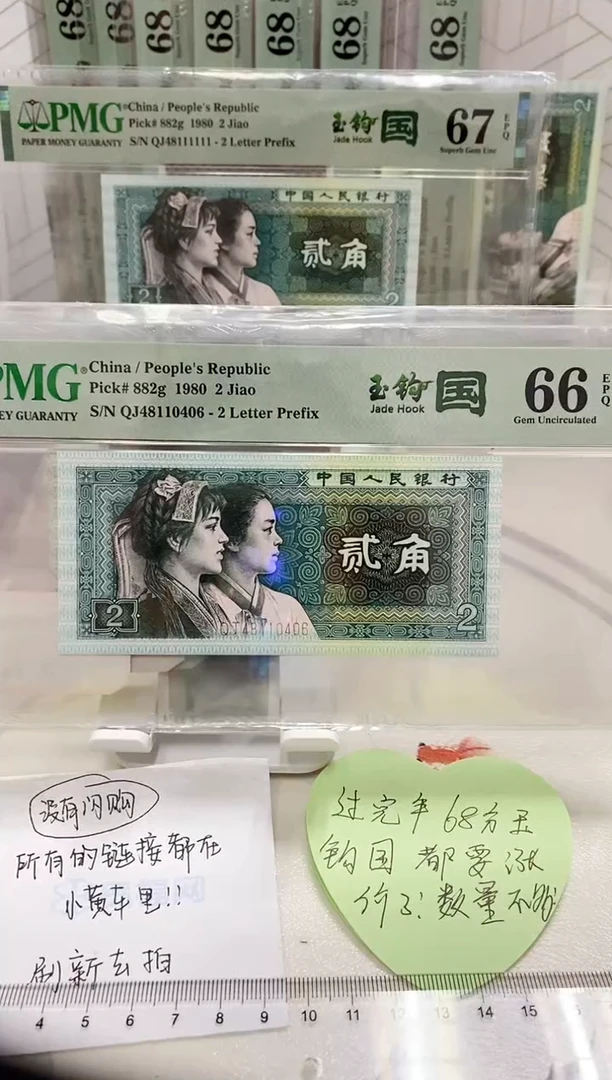 68
68
68
68
68
68
PMG
PAPER MONEY GUARANTY
China / People's Republic
Pick# 882g 1980 2 Jiao
S/N QJ48111111 - 2 Letter Prefix
玉钩国
Jade Hook
67
EPQ
Superb Gem Unc
中国人民银行
贰角
2
2
PMG
EY GUARANTY
China / People's Republic
Pick# 882g 1980 2 Jiao
S/N QJ48110406 - 2 Letter Prefix
玉钩国
Jade Hook
66
EPQ
Gem Uncirculated
中国人民银行
贰角
2
QJ48110406
2
没有闪购
所有的链接都在
小黄车里!!
刷新去拍
过完年68分玉
钩国都要涨
价了!数量不够
4 5 6 7 8 9 10 11 12 13 14 15